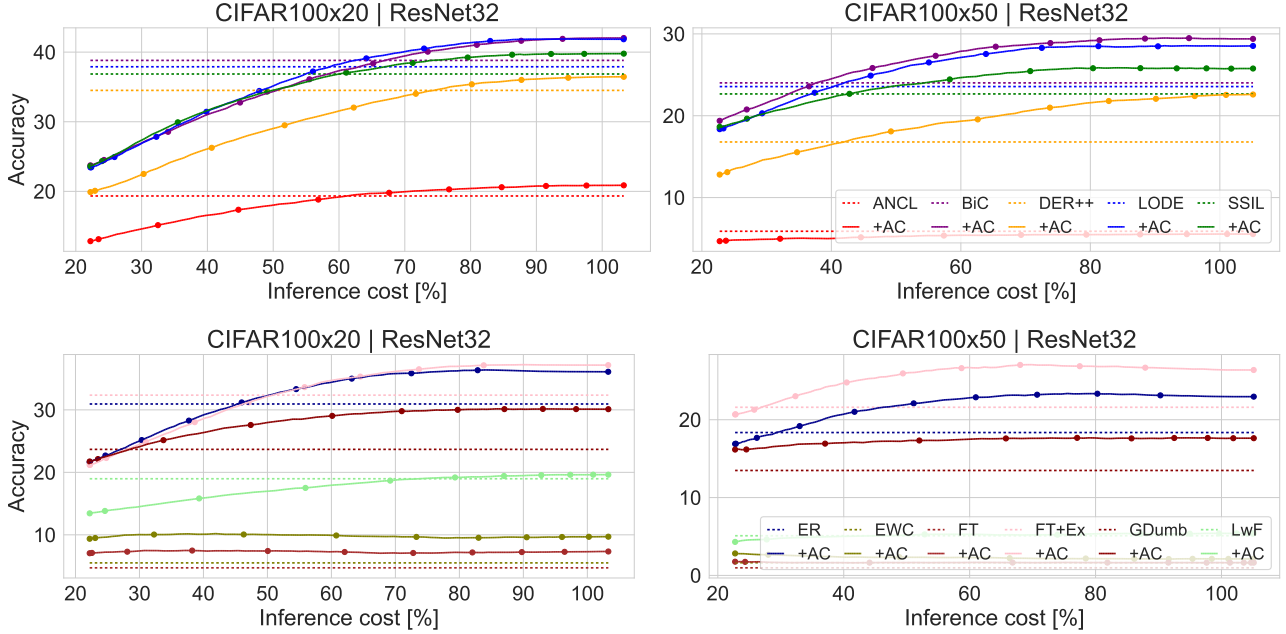 CIFAR100x20 | ResNet32
Accuracy
40
30
20
20 30 40 50 60 70 80 90 100
Inference cost [%]
CIFAR100x50 | ResNet32
30
20
10
ANCL BiC DER++ LODE SSIL
+AC +AC +AC +AC +AC
20 40 60 80 100
Inference cost [%]
CIFAR100x20 | ResNet32
Accuracy
30
20
10
20 30 40 50 60 70 80 90 100
Inference cost [%]
CIFAR100x50 | ResNet32
20
10
0
ER EWC FT FT+Ex GDumb LwF
+AC +AC +AC +AC +AC +AC
20 40 60 80 100
Inference cost [%]